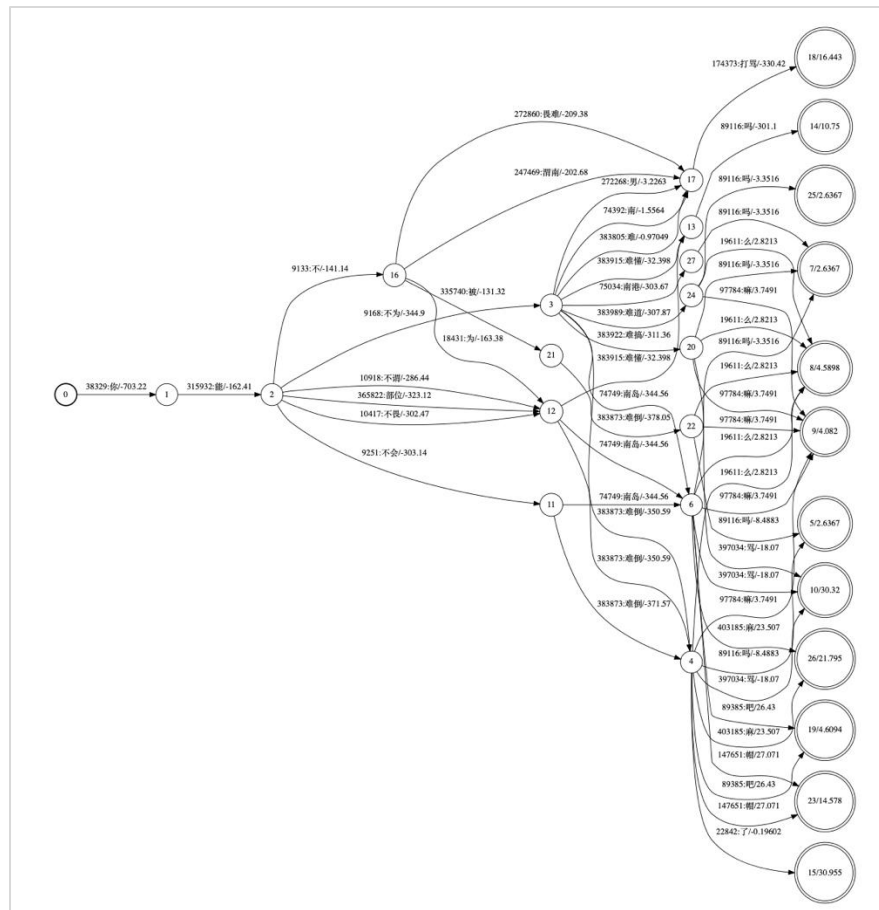 18/16.443
174373:打骂/-330.42
272860:畏难/-209.38
89116:吗/-301.1
14/10.75
247469:渭南/-202.68
272268:男/-3.2263
17
89116:吗/-3.3516
25/2.6367
74392:南/-1.5564
89116:吗/-3.3516
383805:难/-0.97049
13
19611:么/2.8213
9133:不/-141.14
383915:难懂/-32.398
27
89116:吗/-3.3516
7/2.6367
16
75034:南港/-303.67
24
97784:嘛/3.7491
335740:被/-131.32
3
383989:难道/-307.87
19611:么/2.8213
9168:不为/-344.9
383922:难搞/-311.36
20
89116:吗/-3.3516
18431:为/-163.38
21
383915:难懂/-32.398
19611:么/2.8213
8/4.5898
10918:不谓/-286.44
74749:南岛/-344.56
97784:嘛/3.7491
0
38329:你/-703.22
1
315932:能/-162.41
2
365822:部位/-323.12
12
383873:难倒/-378.05
22
97784:嘛/3.7491
9/4.082
10417:不畏/-302.47
74749:南岛/-344.56
19611:么/2.8213
9251:不会/-303.14
19611:么/2.8213
11
74749:南岛/-344.56
6
97784:嘛/3.7491
383873:难倒/-350.59
89116:吗/-8.4883
5/2.6367
397034:骂/-18.07
383873:难倒/-350.59
397034:骂/-18.07
10/30.32
383873:难倒/-371.57
97784:嘛/3.7491
403185:麻/23.507
4
89116:吗/-8.4883
26/21.795
397034:骂/-18.07
89385:吧/26.43
403185:麻/23.507
19/4.6094
147651:帽/27.071
89385:吧/26.43
147651:帽/27.071
23/14.578
22842:了/-0.19602
15/30.955